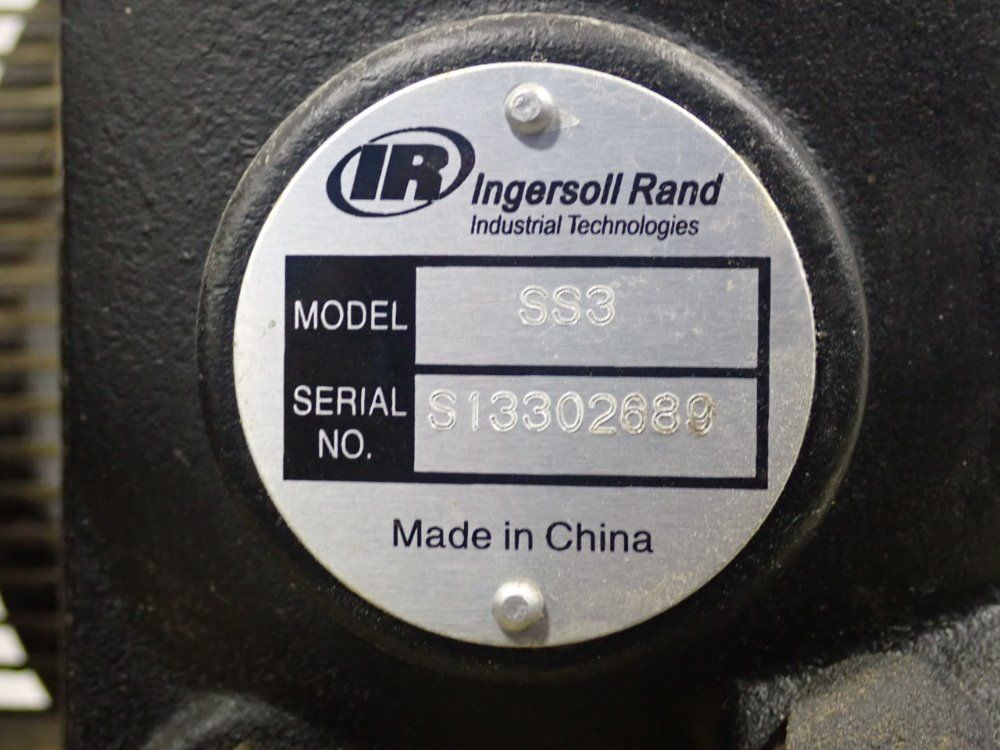 IR
Ingersoll Rand
Industrial Technologies
MODEL SS3
SERIAL NO. S13302689
Made in China